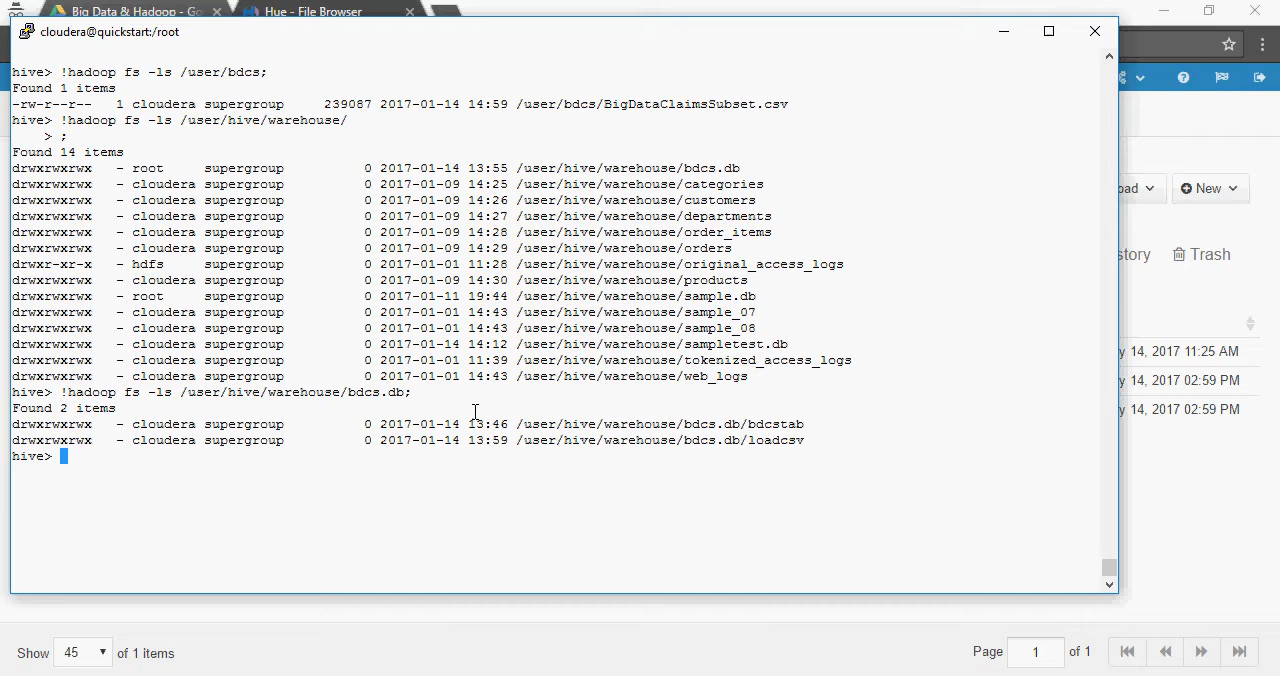 Big Data & Hadoop - Go
Hue - File Browser
cloudera@quickstart:/root
hive> !hadoop fs -ls /user/bdcs;
Found 1 items
-rw-r--r--   1 cloudera supergroup     239087 2017-01-14 14:59 /user/bdcs/BigDataClaimsSubset.csv
hive> !hadoop fs -ls /user/hive/warehouse/
    > ;
Found 14 items
drwxrwxrwx   - root     supergroup          0 2017-01-14 13:55 /user/hive/warehouse/bdcs.db
drwxrwxrwx   - cloudera supergroup          0 2017-01-09 14:25 /user/hive/warehouse/categories
drwxrwxrwx   - cloudera supergroup          0 2017-01-09 14:26 /user/hive/warehouse/customers
drwxrwxrwx   - cloudera supergroup          0 2017-01-09 14:27 /user/hive/warehouse/departments
drwxrwxrwx   - cloudera supergroup          0 2017-01-09 14:28 /user/hive/warehouse/order_items
drwxrwxrwx   - cloudera supergroup          0 2017-01-09 14:29 /user/hive/warehouse/orders
drwxr-xr-x   - hdfs     supergroup          0 2017-01-01 11:28 /user/hive/warehouse/original_access_logs
drwxrwxrwx   - cloudera supergroup          0 2017-01-09 14:30 /user/hive/warehouse/products
drwxrwxrwx   - root     supergroup          0 2017-01-11 19:44 /user/hive/warehouse/sample.db
drwxrwxrwx   - cloudera supergroup          0 2017-01-01 14:43 /user/hive/warehouse/sample_07
drwxrwxrwx   - cloudera supergroup          0 2017-01-01 14:43 /user/hive/warehouse/sample_08
drwxrwxrwx   - cloudera supergroup          0 2017-01-14 14:12 /user/hive/warehouse/sampletest.db
drwxrwxrwx   - cloudera supergroup          0 2017-01-01 11:39 /user/hive/warehouse/tokenized_access_logs
drwxrwxrwx   - cloudera supergroup          0 2017-01-01 14:43 /user/hive/warehouse/web_logs
hive> !hadoop fs -ls /user/hive/warehouse/bdcs.db;
Found 2 items
drwxrwxrwx   - cloudera supergroup          0 2017-01-14 13:46 /user/hive/warehouse/bdcs.db/bdcstab
drwxrwxrwx   - cloudera supergroup          0 2017-01-14 13:59 /user/hive/warehouse/bdcs.db/loadcsv
hive>
oad New
story Trash
y 14, 2017 11:25 AM
y 14, 2017 02:59 PM
y 14, 2017 02:59 PM
Show 45 of 1 items Page 1 of 1